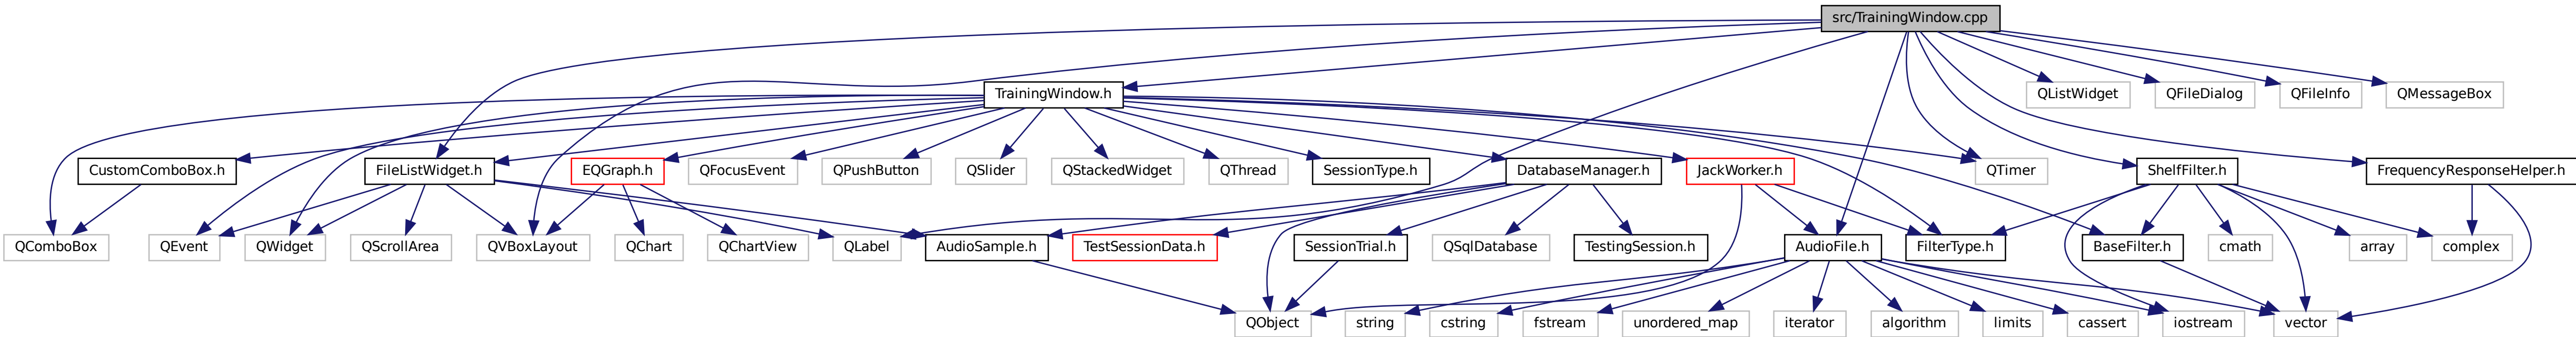 src/TrainingWindow.cpp
TrainingWindow.h
QListWidget
QFileDialog
QFileInfo
QMessageBox
CustomComboBox.h
FileListWidget.h
EQGraph.h
QFocusEvent
QPushButton
QSlider
QStackedWidget
QThread
SessionType.h
DatabaseManager.h
JackWorker.h
QTimer
ShelfFilter.h
FrequencyResponseHelper.h
QComboBox
QEvent
QWidget
QScrollArea
QVBoxLayout
QChart
QChartView
QLabel
AudioSample.h
TestSessionData.h
SessionTrial.h
QSqlDatabase
TestingSession.h
AudioFile.h
FilterType.h
BaseFilter.h
cmath
array
complex
QObject
string
cstring
fstream
unordered_map
iterator
algorithm
limits
cassert
iostream
vector